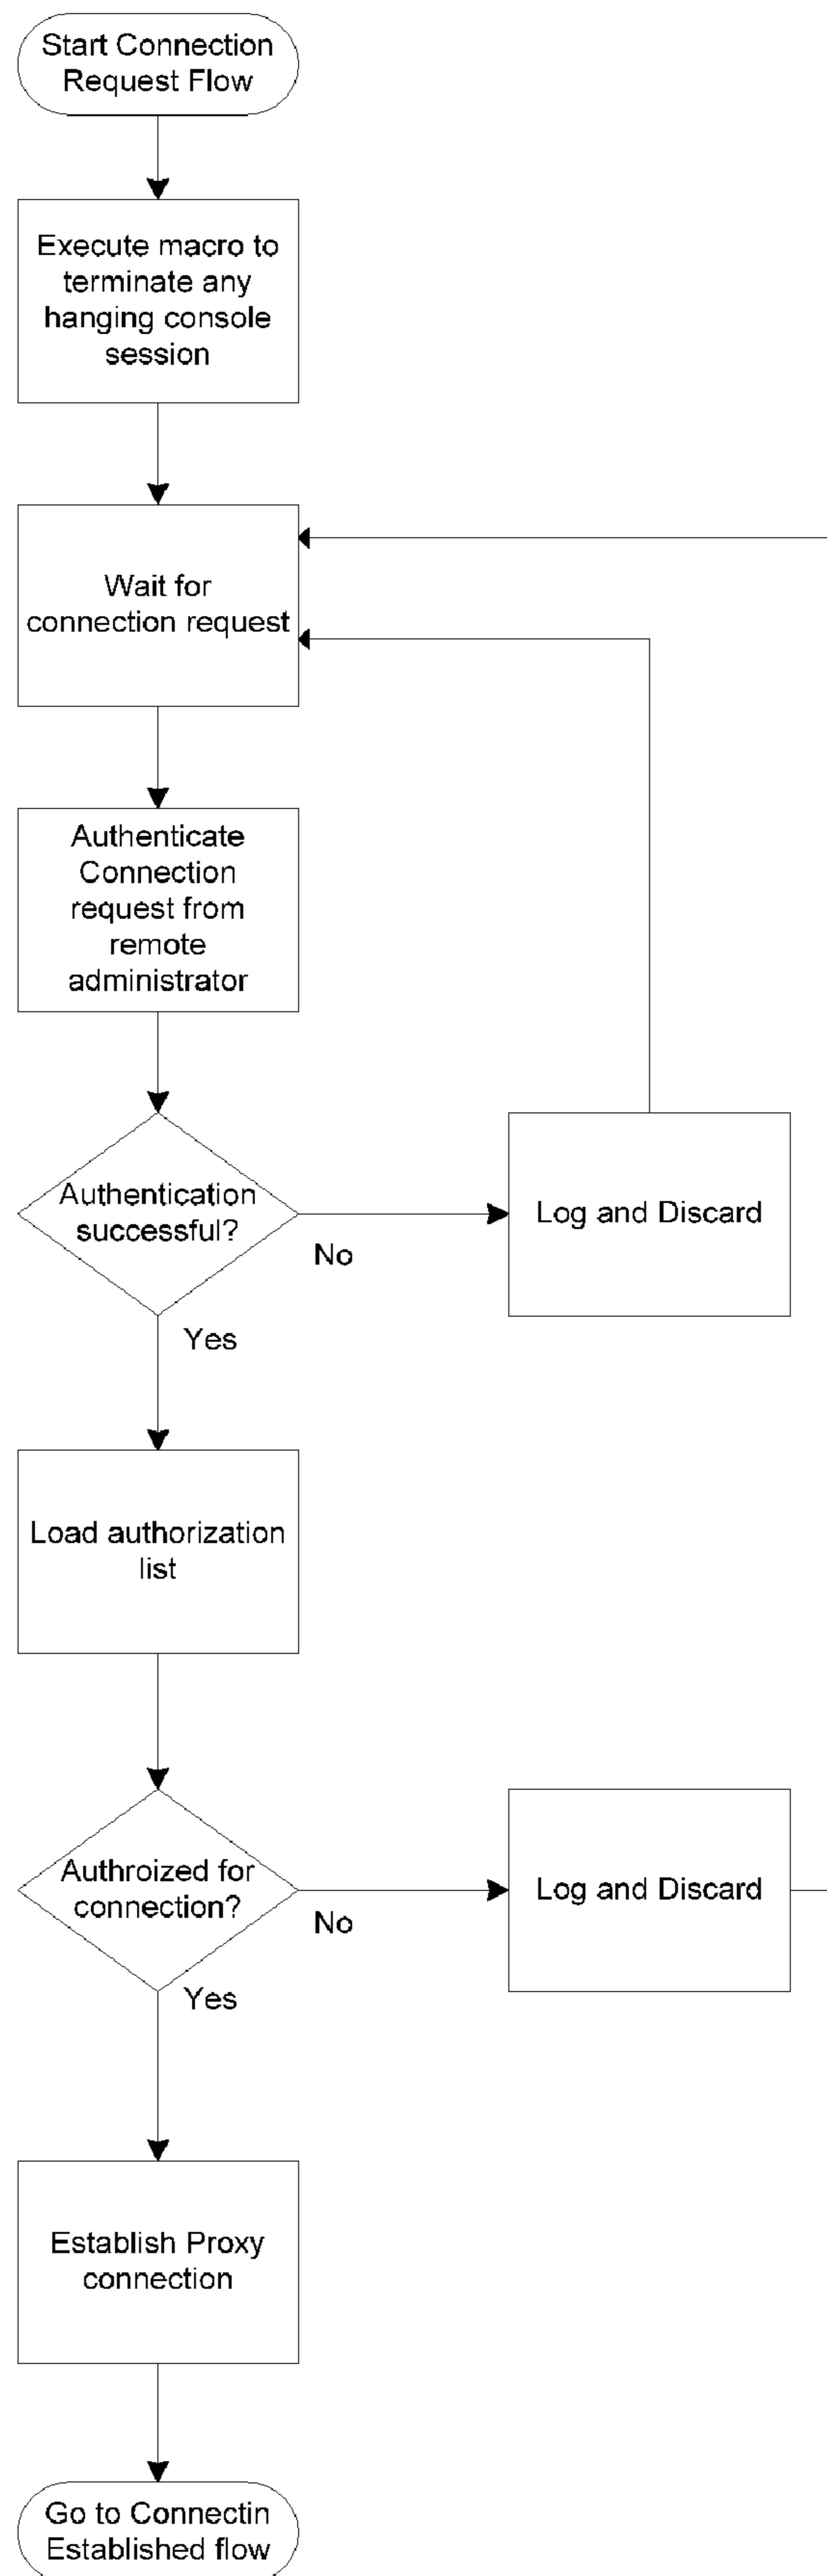 Start Connection
Request Flow
Execute macro to
terminate any
hanging console
session
Wait for
connection request
Authenticate
Connection
request from
remote
administrator
Authentication
successful?
No
Log and Discard
Yes
Load authorization
list
Authroized for
connection?
No
Log and Discard
Yes
Establish Proxy
connection
Go to Connectin
Established flow